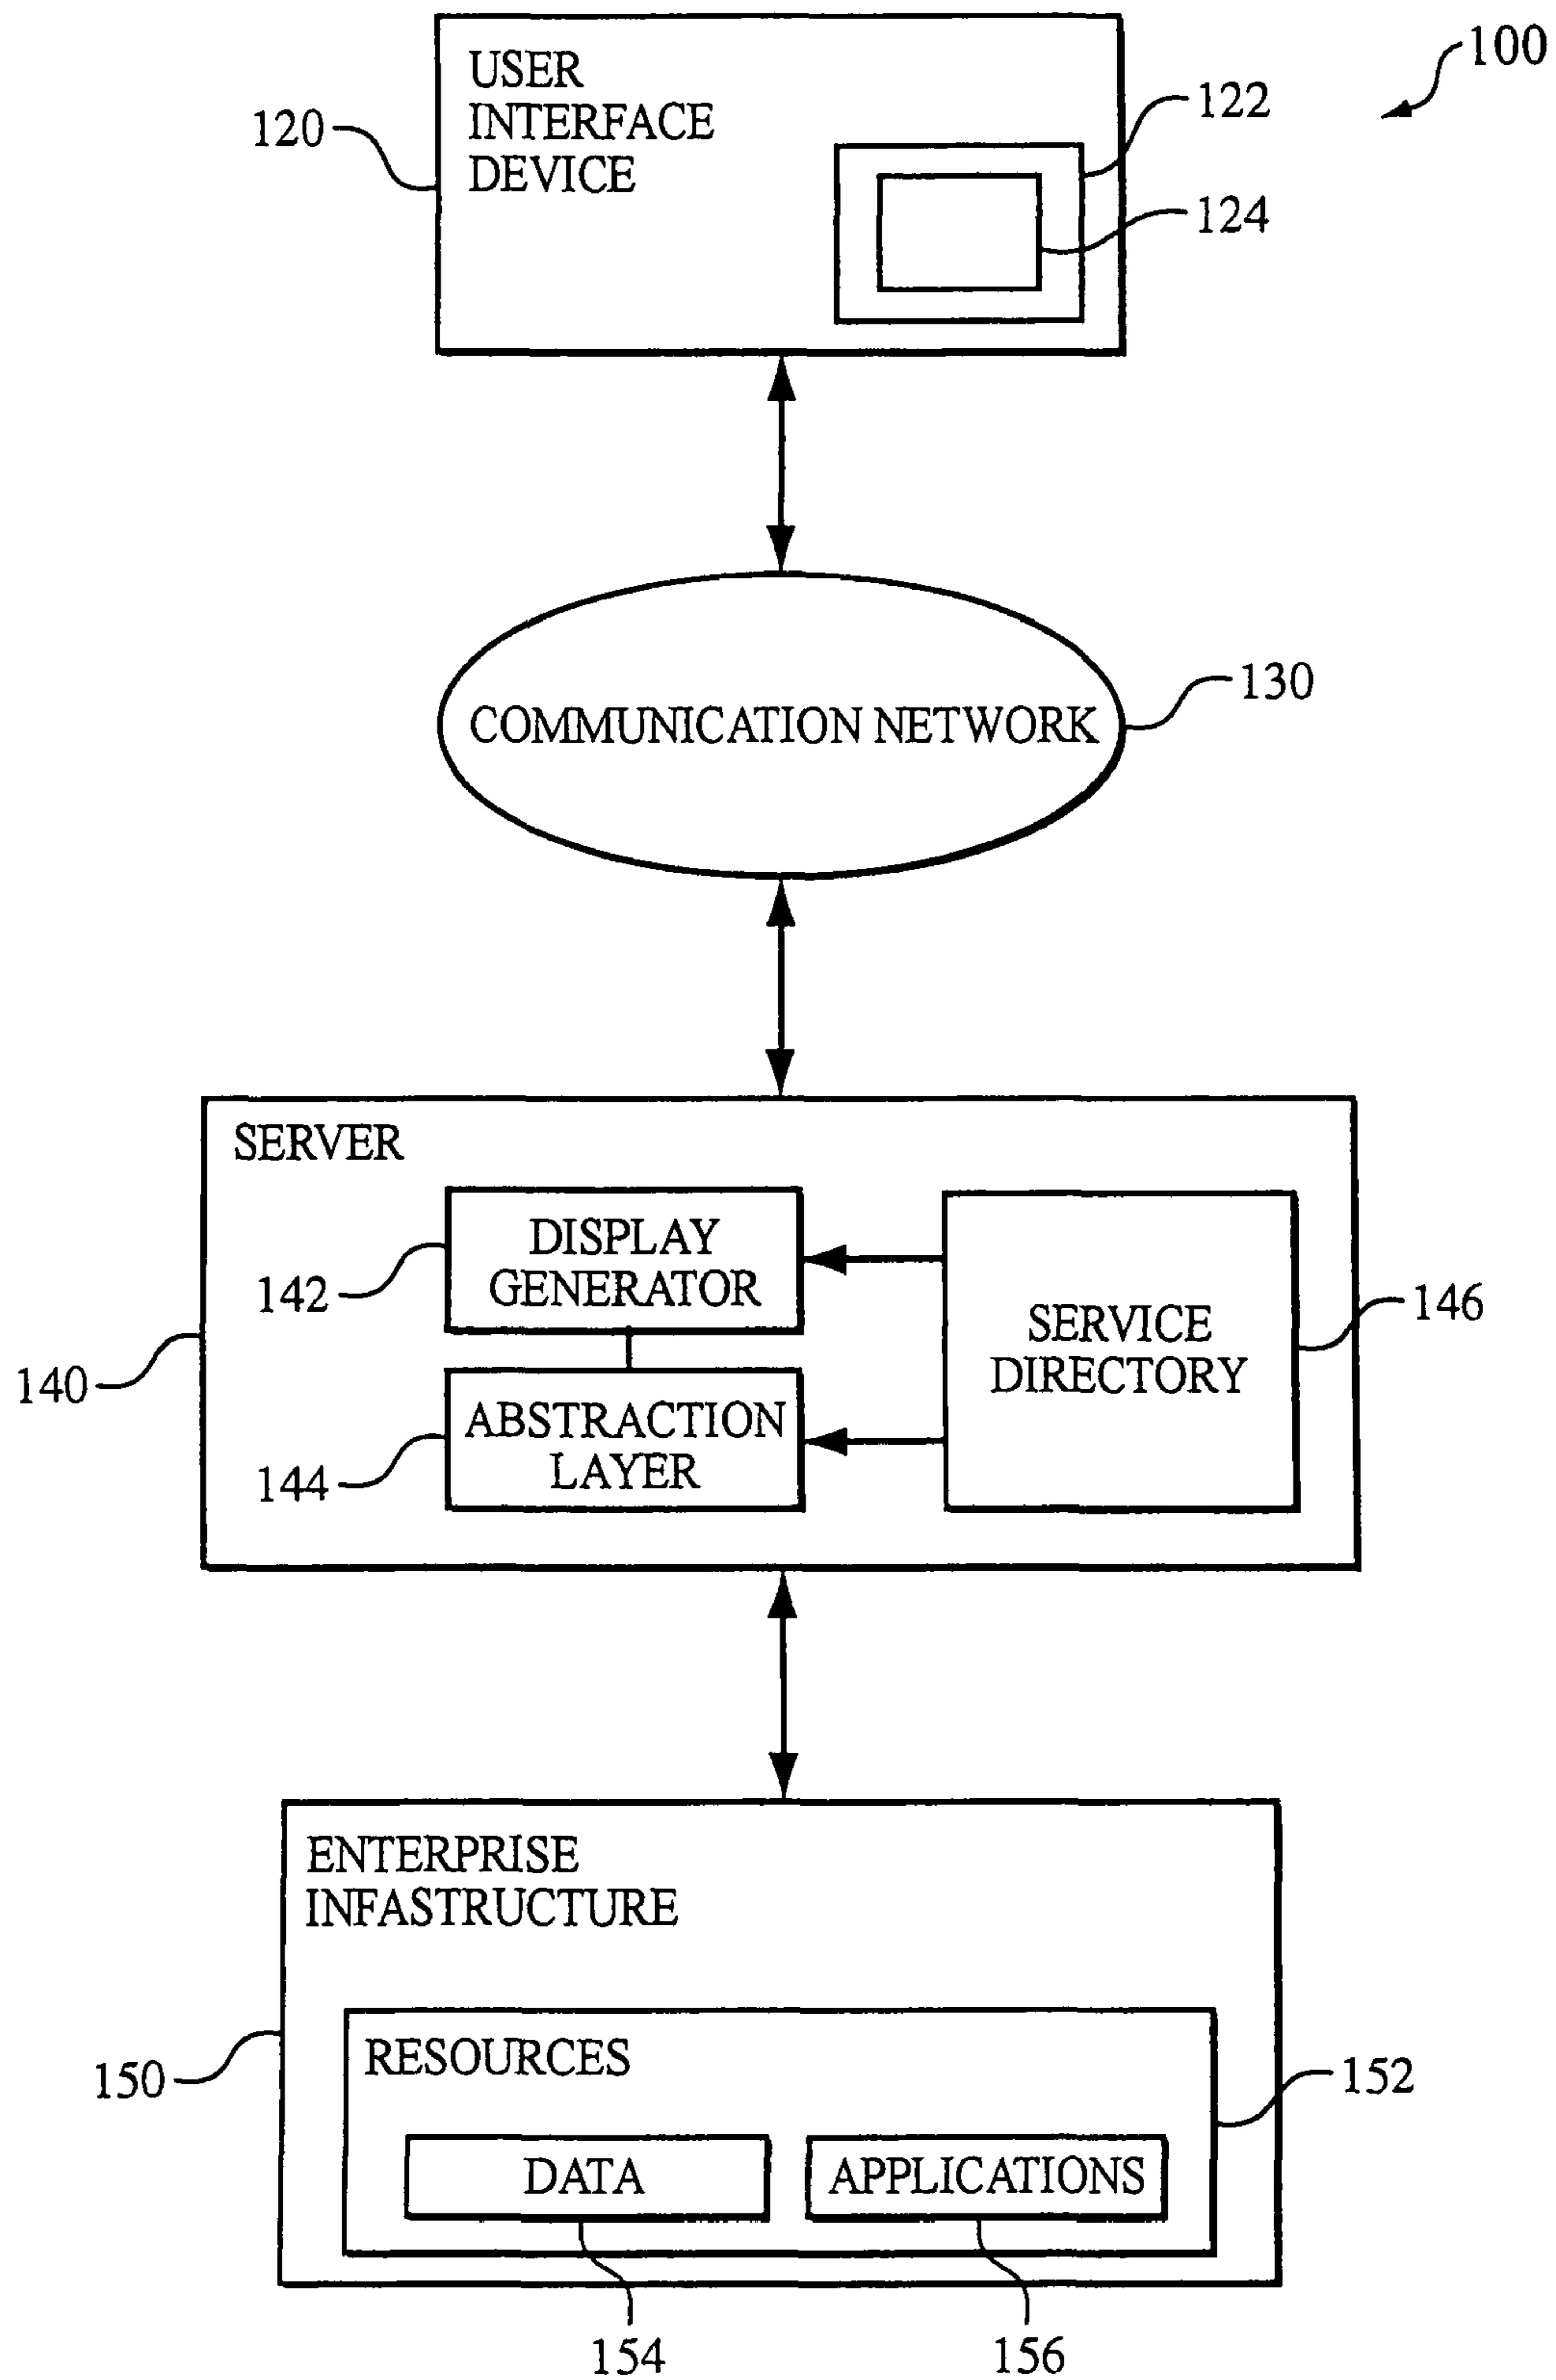 100
USER
INTERFACE
DEVICE
120
122
124
COMMUNICATION NETWORK
130
SERVER
DISPLAY
GENERATOR
142
SERVICE
DIRECTORY
146
140
ABSTRACTION
LAYER
144
ENTERPRISE
INFASTRUCTURE
150
RESOURCES
152
DATA
APPLICATIONS
154
156